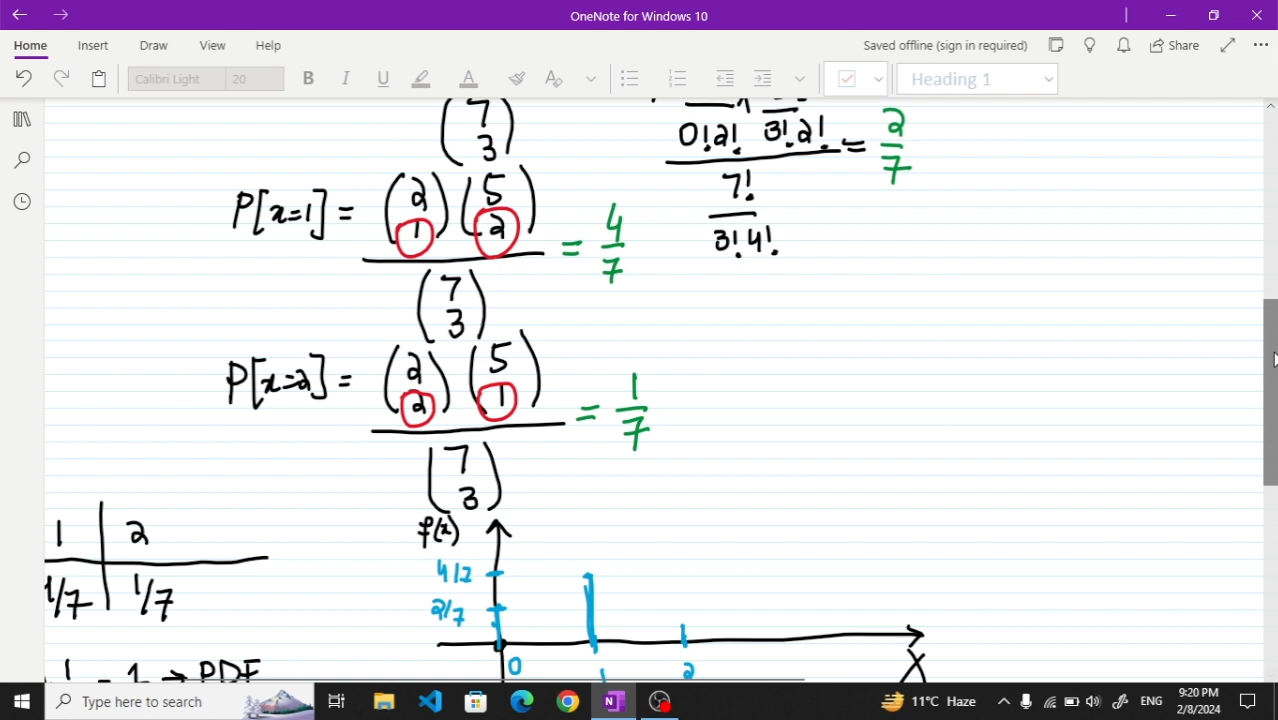 OneNote for Windows 10
Home Insert Draw View Help
Saved offline (sign in required)
Share
Calibri Light 20 B I U A Heading 1
(7 3)
0!2! 3!2! = 2/7
7!
3!4!
P[x=1] = (2 1)(5 2) = 4/7
(7 3)
P[x=2] = (2 2)(5 1) = 1/7
(7 3)
1 2
1/7 1/7
f(x)
4/7
2/7
0 1 2 X
1 = 1 → PDF
Type here to search
11°C Haze
ENG
9:20 PM
2/8/2024